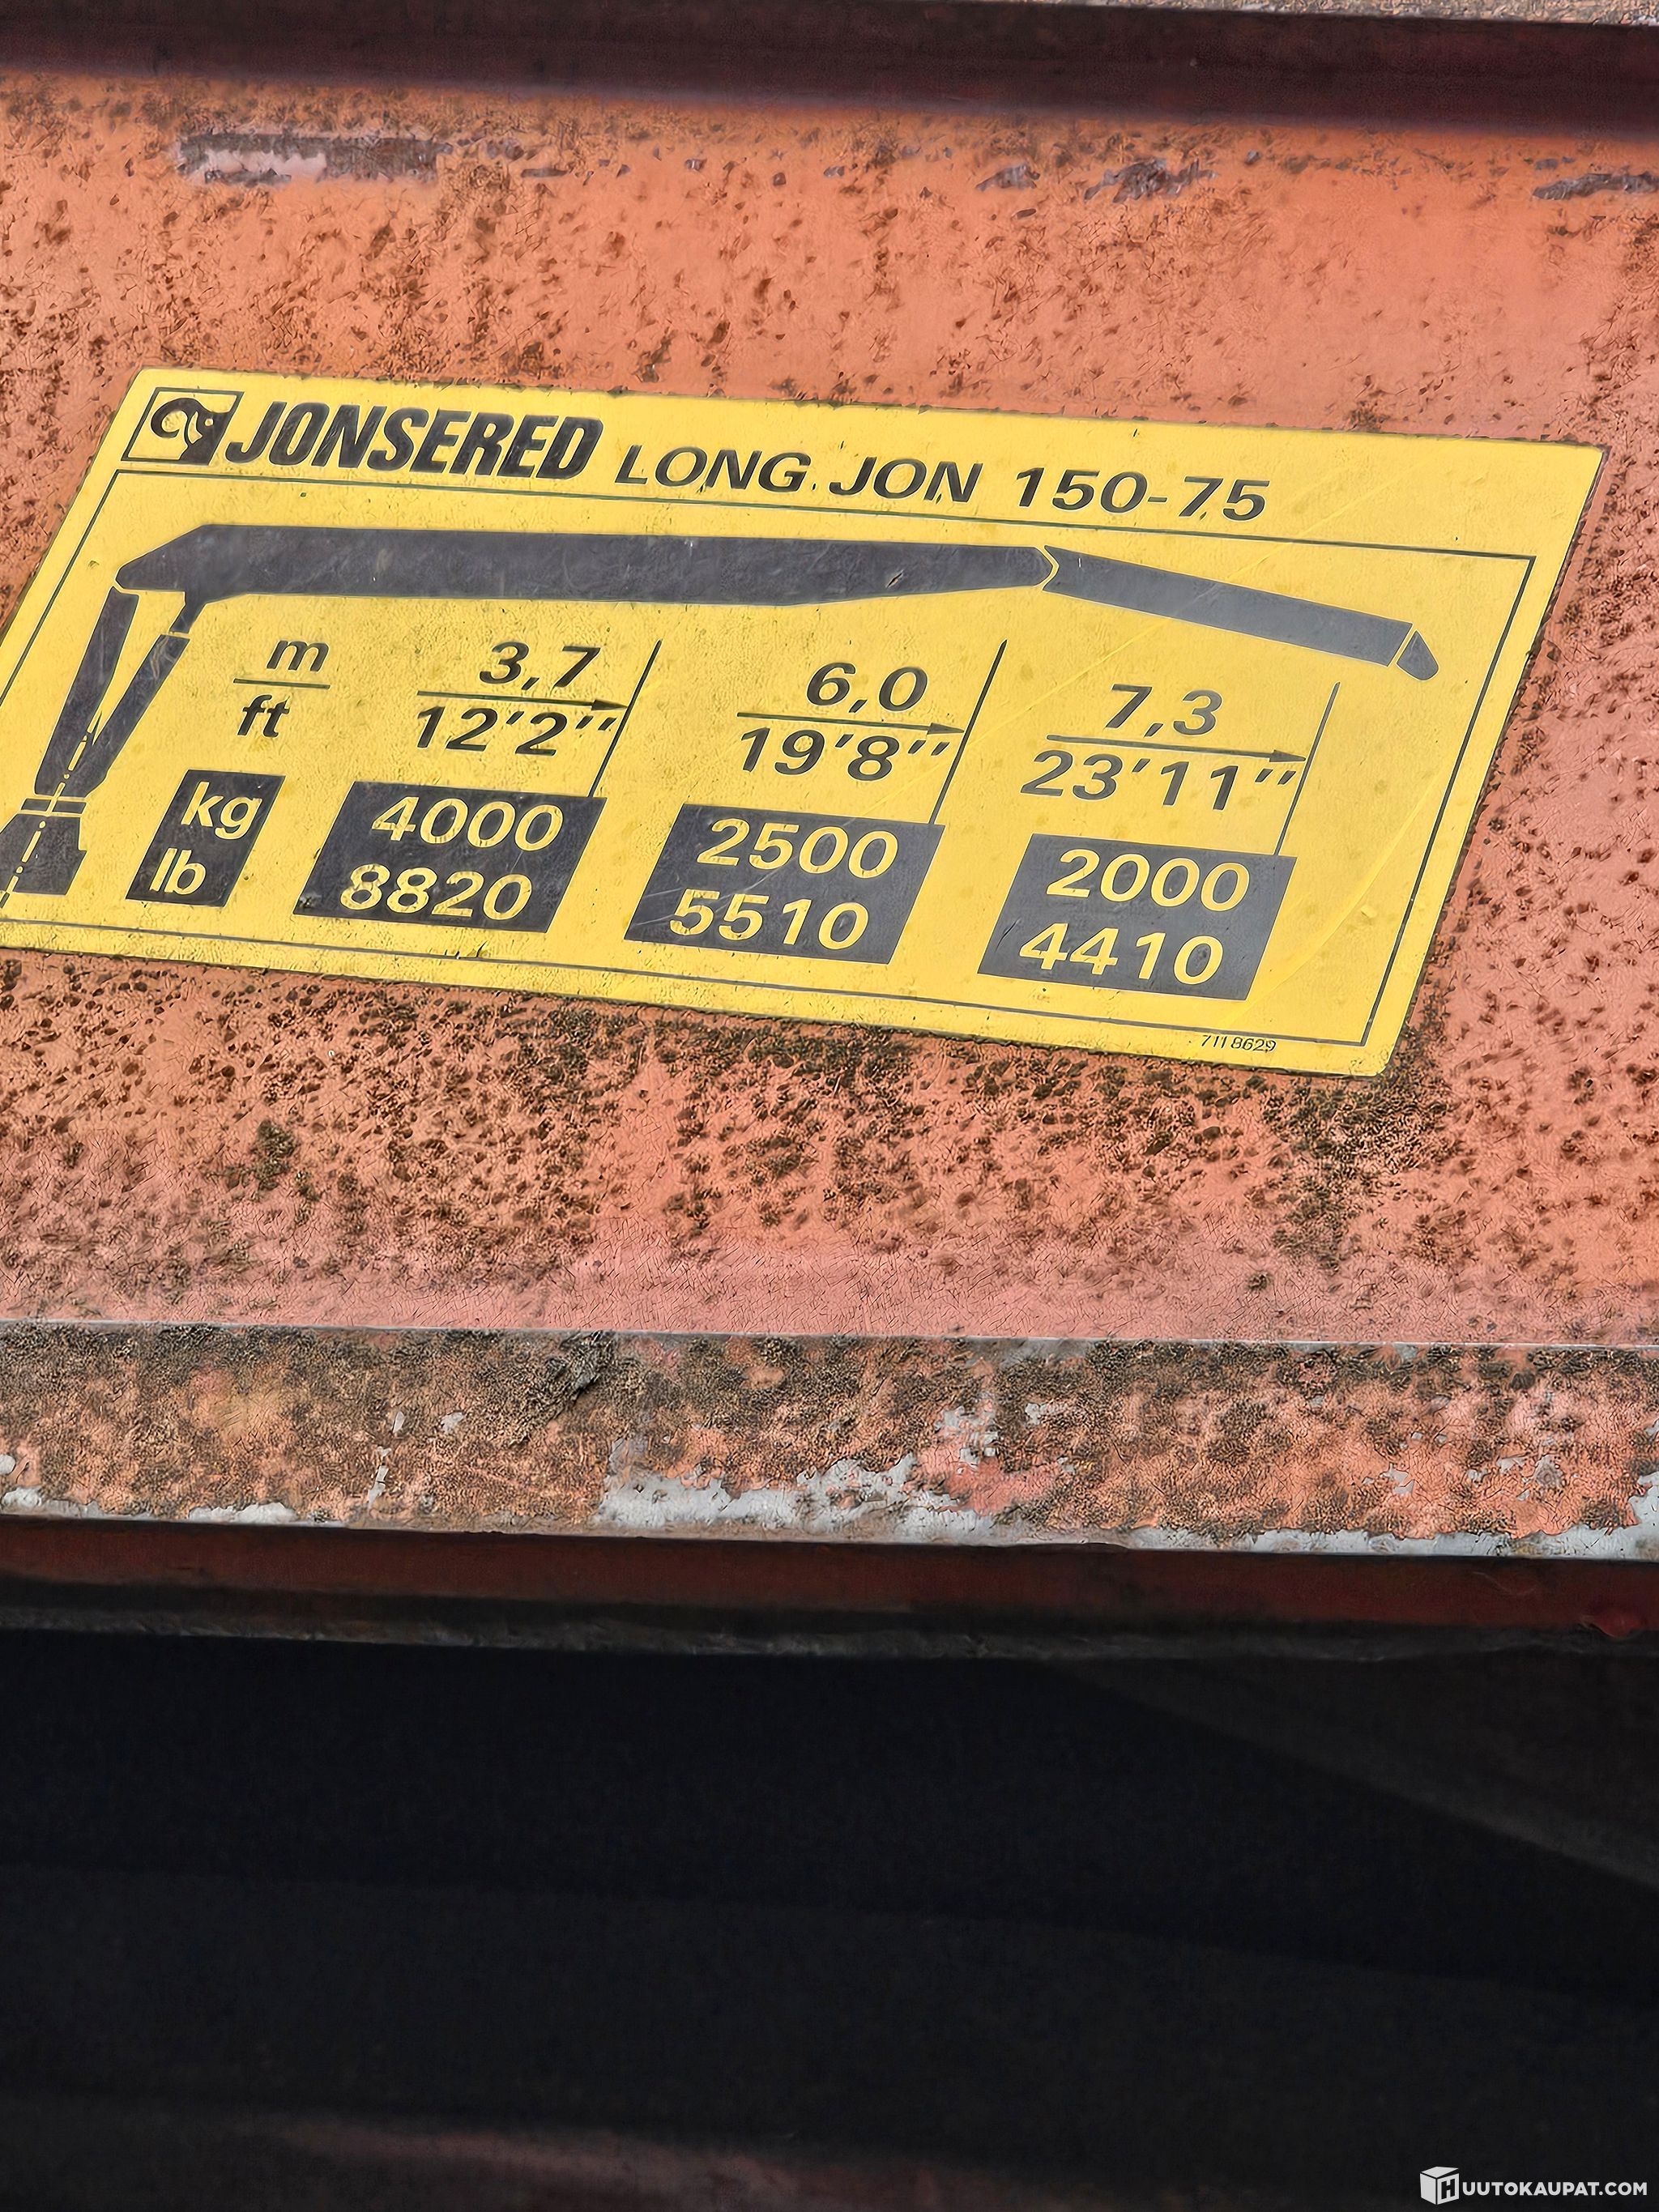 JONSERED LONG JON 150-75
m 3,7 6,0 7,3
ft 12'2" 19'8" 23'11"
kg 4000 2500 2000
lb 8820 5510 4410
7118629
HUUTOKAUPAT.COM